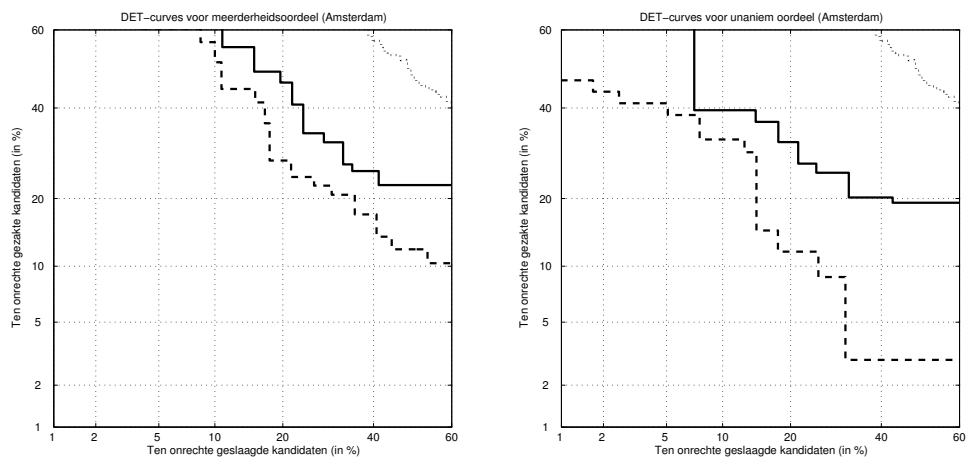 DET−curves voor meerderheidsoordeel (Amsterdam)
60
40
20
10
5
2
1
Ten onrechte gezakte kandidaten (in %)
1 2 5 10 20 40 60
Ten onrechte geslaagde kandidaten (in %)
DET−curves voor unaniem oordeel (Amsterdam)
60
40
20
10
5
2
1
Ten onrechte gezakte kandidaten (in %)
1 2 5 10 20 40 60
Ten onrechte geslaagde kandidaten (in %)